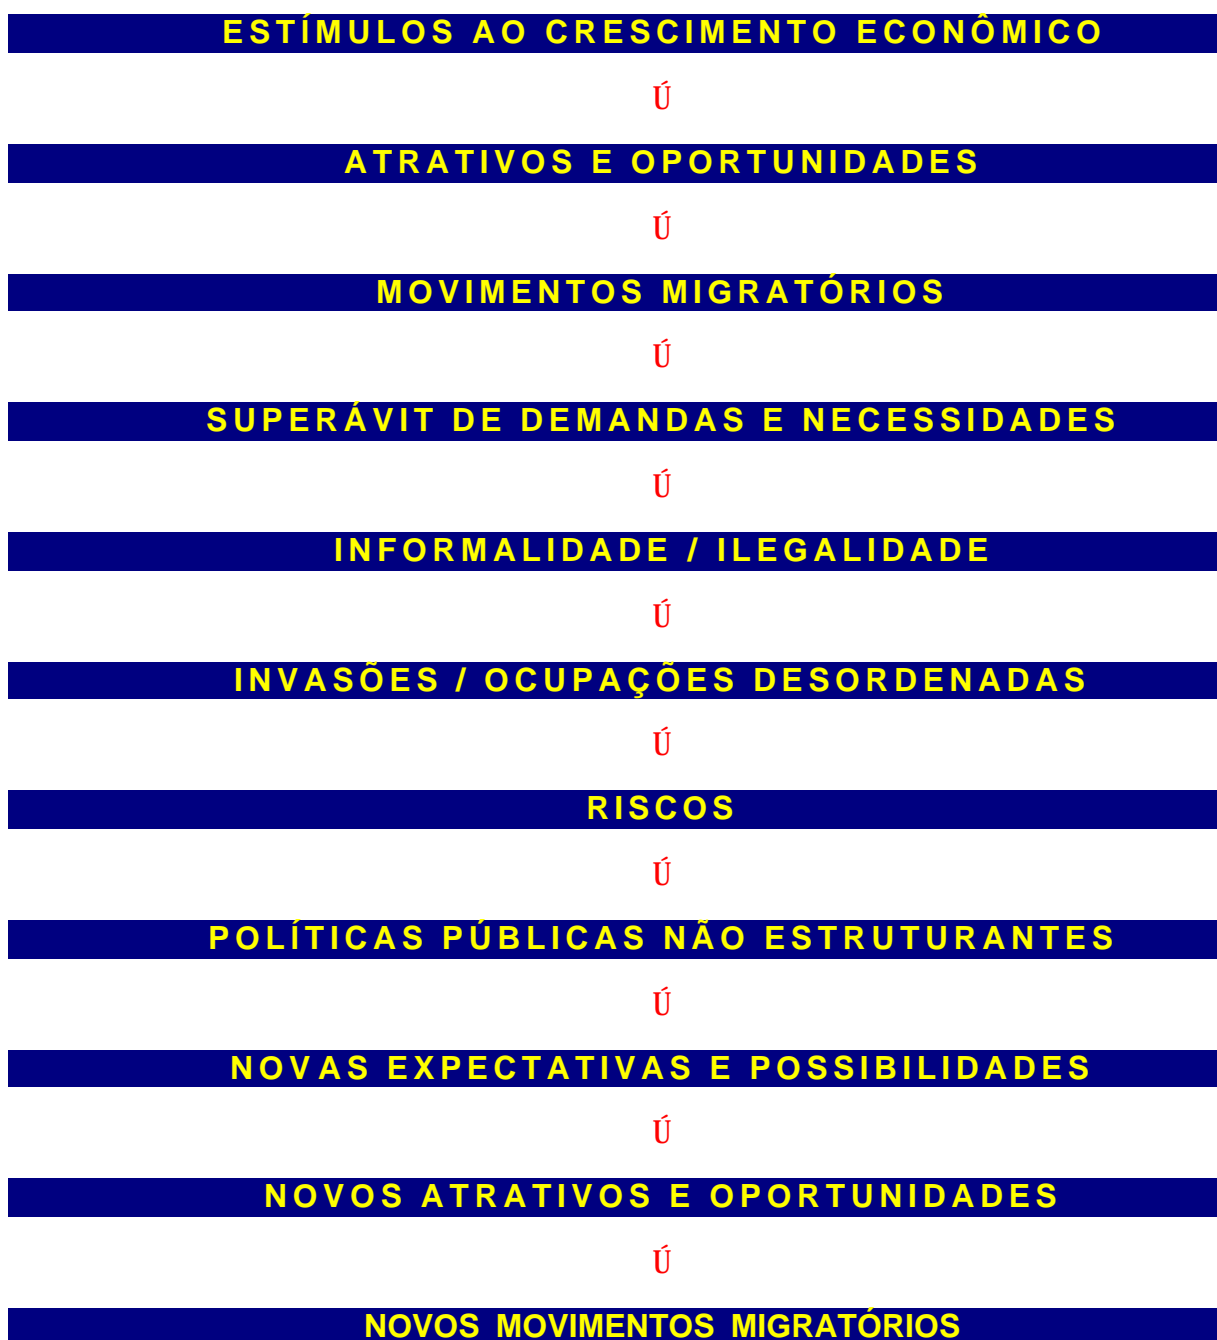 ESTÍMULOS AO CRESCIMENTO ECONÔMICO
Ú
ATRATIVOS E OPORTUNIDADES
Ú
MOVIMENTOS MIGRATÓRIOS
Ú
SUPERÁVIT DE DEMANDAS E NECESSIDADES
Ú
INFORMALIDADE / ILEGALIDADE
Ú
INVASÕES / OCUPAÇÕES DESORDENADAS
Ú
RISCOS
Ú
POLÍTICAS PÚBLICAS NÃO ESTRUTURANTES
Ú
NOVAS EXPECTATIVAS E POSSIBILIDADES
Ú
NOVOS ATRATIVOS E OPORTUNIDADES
Ú
NOVOS MOVIMENTOS MIGRATÓRIOS